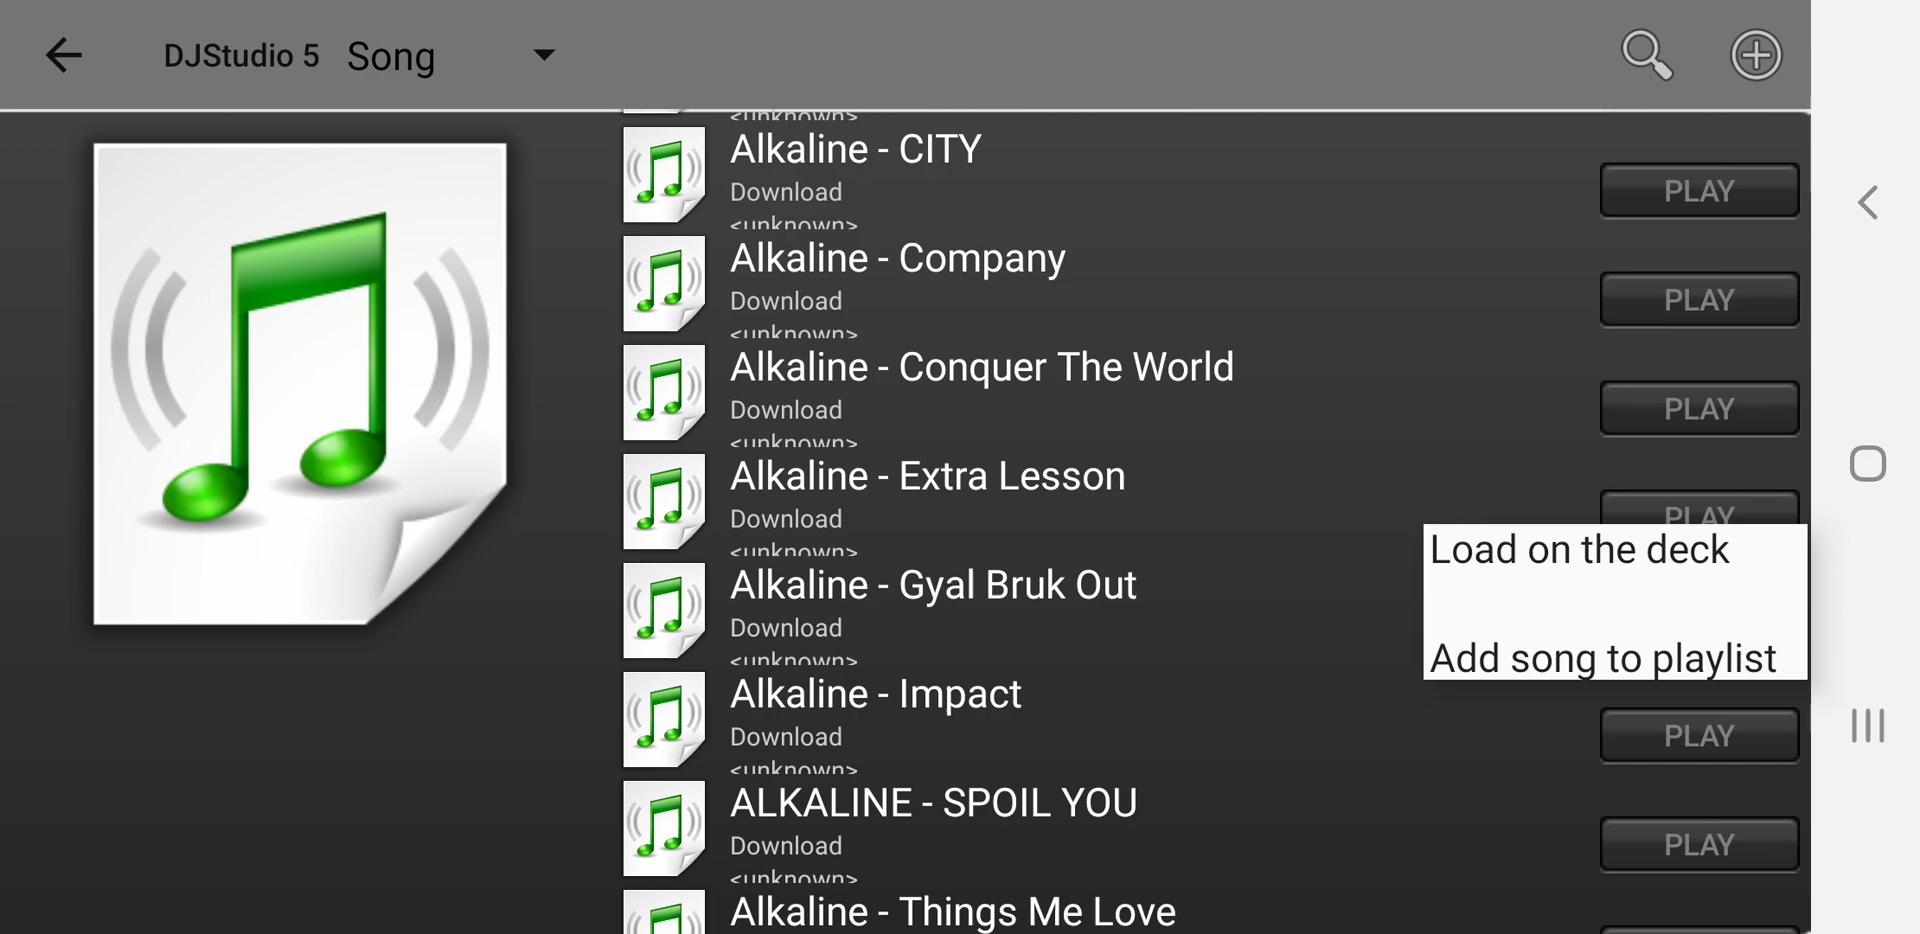 DJStudio 5 Song
<unknown>
Alkaline - CITY
Download
PLAY
<unknown>
Alkaline - Company
Download
PLAY
<unknown>
Alkaline - Conquer The World
Download
PLAY
<unknown>
Alkaline - Extra Lesson
Download
PLAY
<unknown>
Load on the deck
Alkaline - Gyal Bruk Out
Download
<unknown>
Add song to playlist
Alkaline - Impact
Download
PLAY
<unknown>
ALKALINE - SPOIL YOU
Download
PLAY
<unknown>
Alkaline - Things Me Love